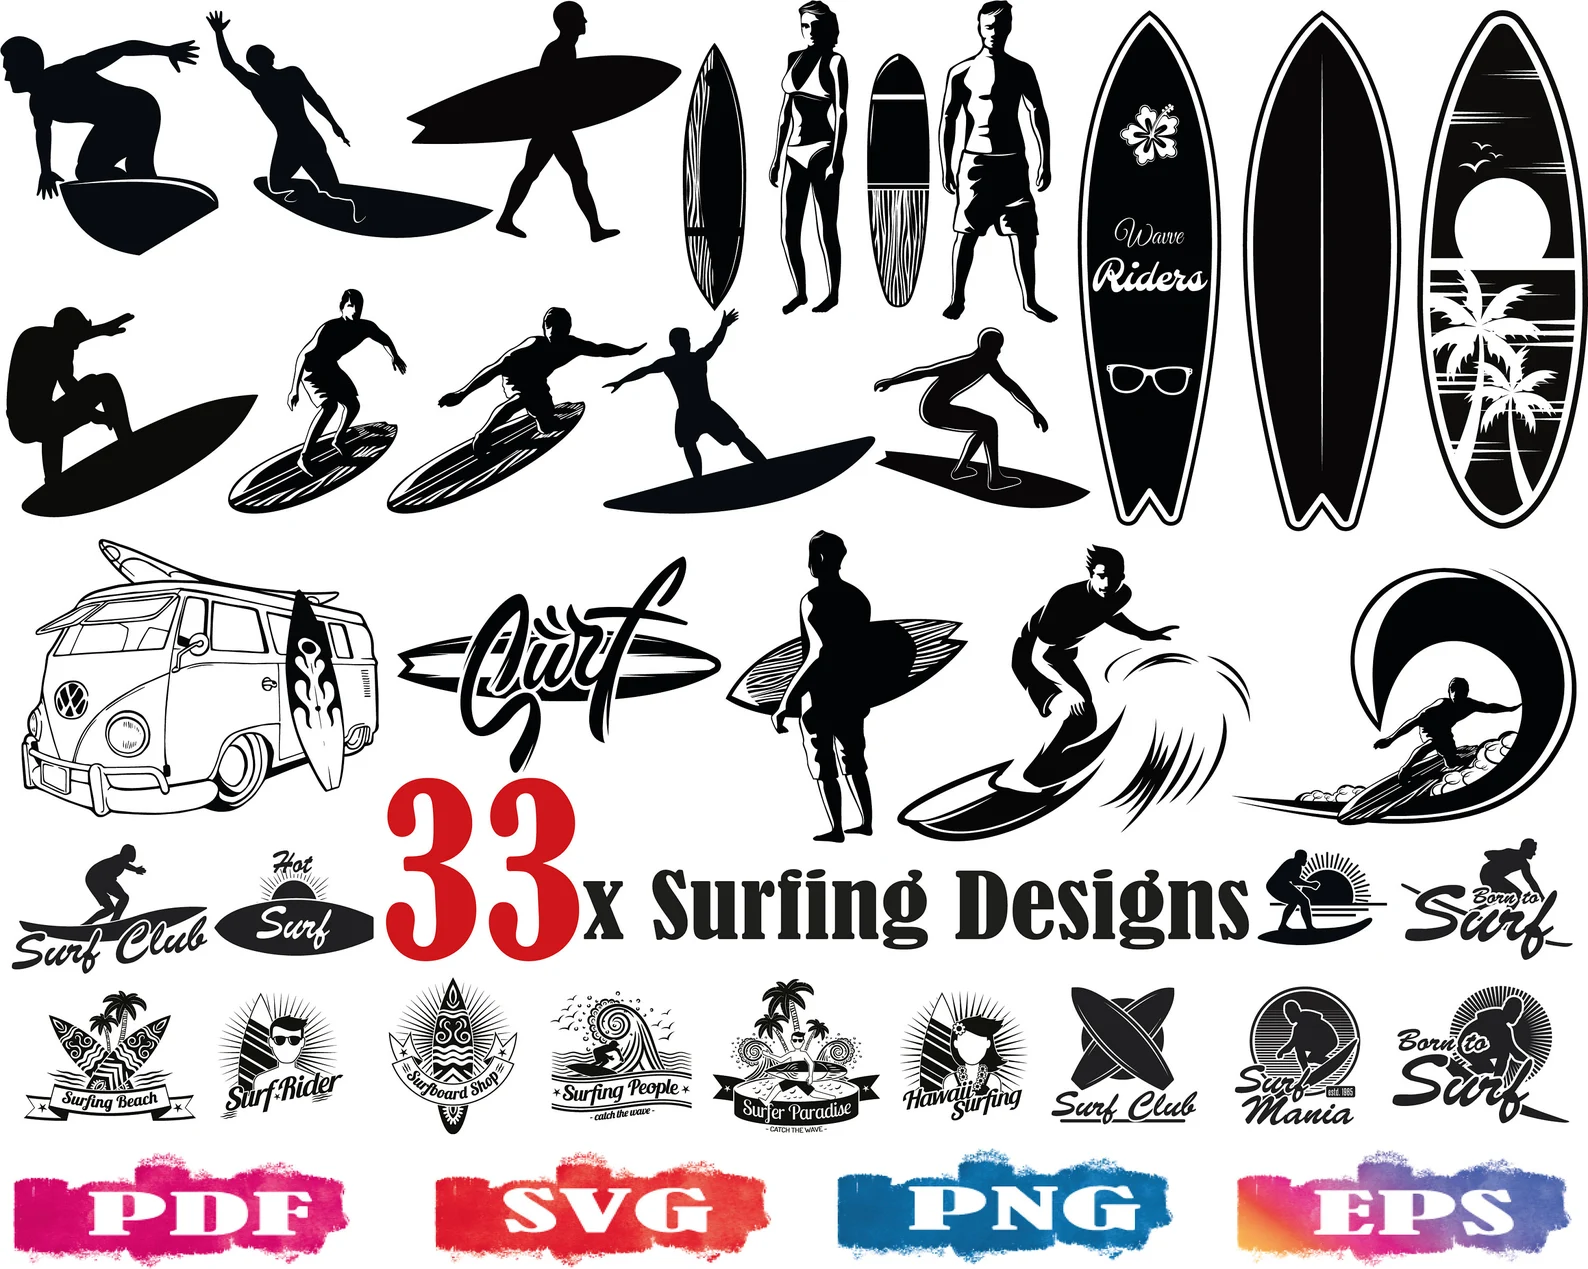 Wavve
Riders
Surf
33x Surfing Designs
Surf Club
Hot
Surf
Born to
Surf
Surfing Beach
Surf Rider
Surfboard Shop
Surfing People
- catch the wave -
Surfer Paradise
- CATCH THE WAVE -
Hawaii
Surfing
Surf Club
Surf
estd. 1985
Mania
Born to
Surf
PDF
SVG
PNG
EPS